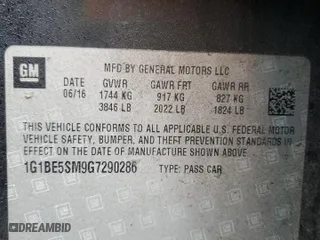 GM
MFD BY GENERAL MOTORS LLC
DATE GVWR GAWR FRT GAWR RR
06/16 1744 KG 917 KG 827 KG
3846 LB 2022 LB 1824 LB
THIS VEHICLE CONFORMS TO ALL APPLICABLE U.S. FEDERAL MOTOR
VEHICLE SAFETY, BUMPER, AND THEFT PREVENTION STANDARDS IN
EFFECT ON THE DATE OF MANUFACTURE SHOWN ABOVE.
1G1BE5SM9G7290286 TYPE: PASS CAR
DREAM & DRIVE